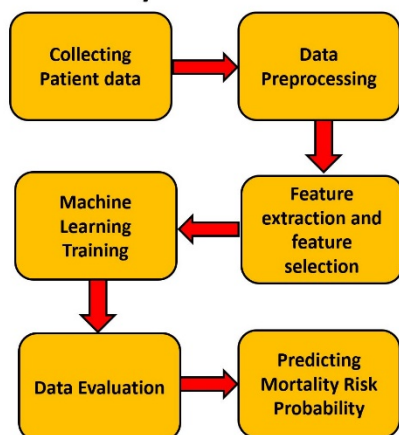 Collecting
Patient data
Data
Preprocessing
Feature
extraction and
feature
selection
Machine
Learning
Training
Data Evaluation
Predicting
Mortality Risk
Probability